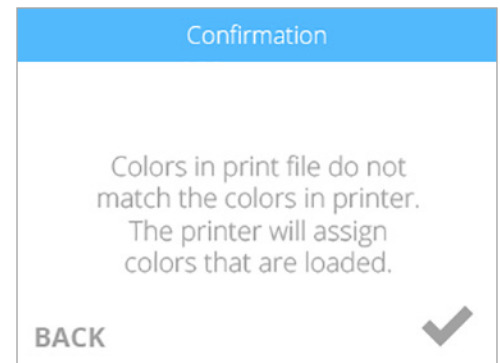 Confirmation
Colors in print file do not
match the colors in printer.
The printer will assign
colors that are loaded.
BACK